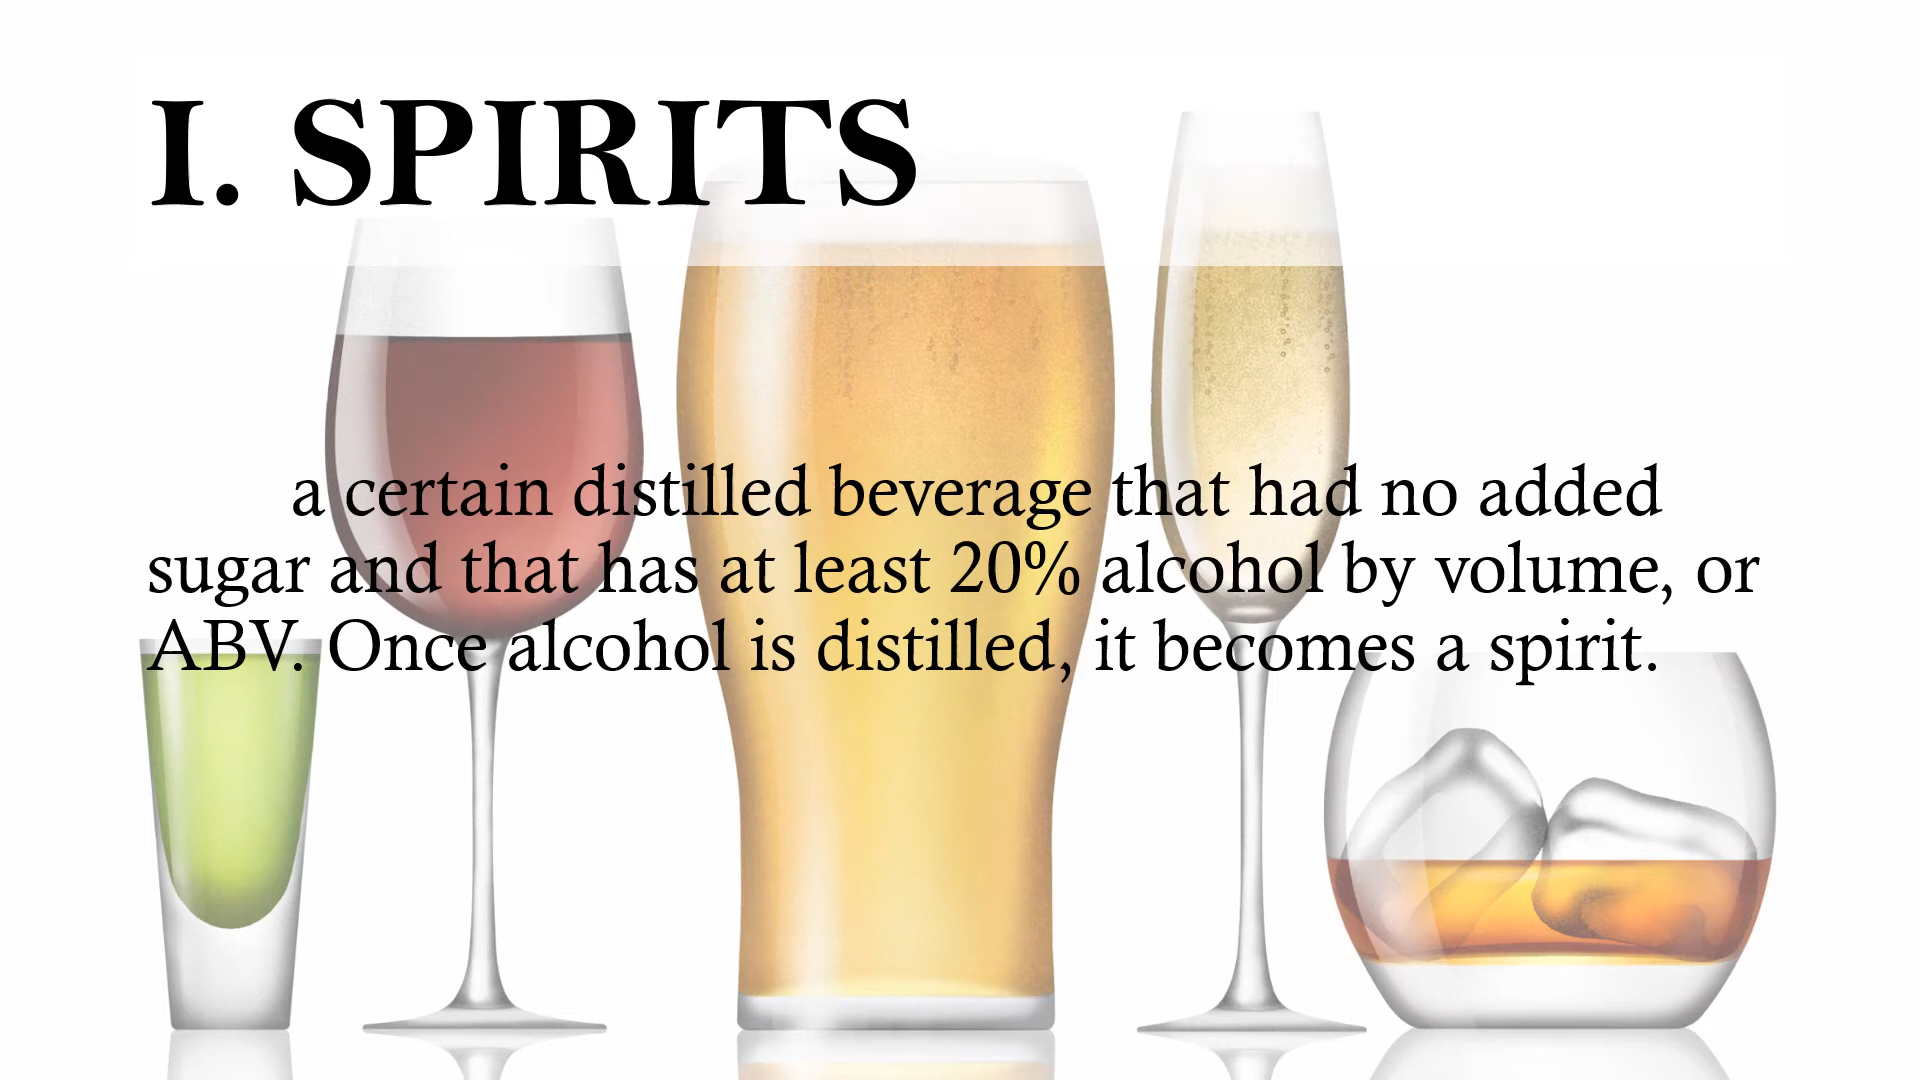 I. SPIRITS
a certain distilled beverage that had no added
sugar and that has at least 20% alcohol by volume, or
ABV. Once alcohol is distilled, it becomes a spirit.